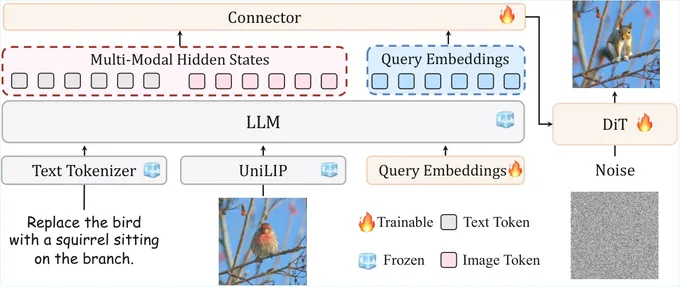 Connector
Multi-Modal Hidden States
Query Embeddings
LLM
DiT
Text Tokenizer
UniLIP
Query Embeddings
Noise
Replace the bird
with a squirrel sitting
on the branch.
Trainable
Text Token
Frozen
Image Token